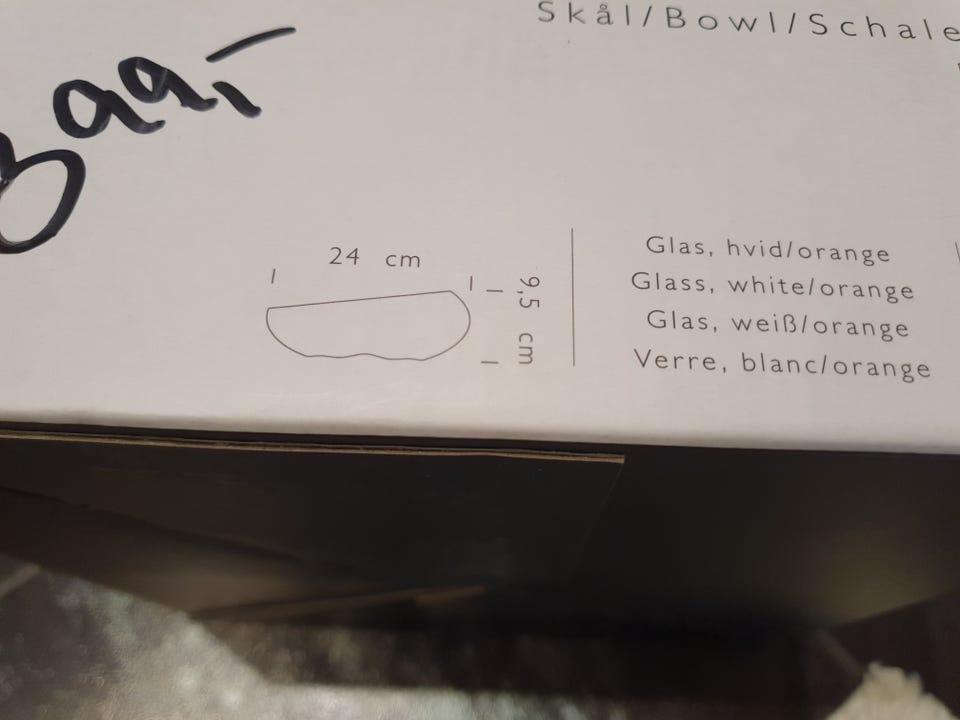 Skål/Bowl/Schale
399,-
24 cm
9,5 cm
Glas, hvid/orange
Glass, white/orange
Glas, weiß/orange
Verre, blanc/orange